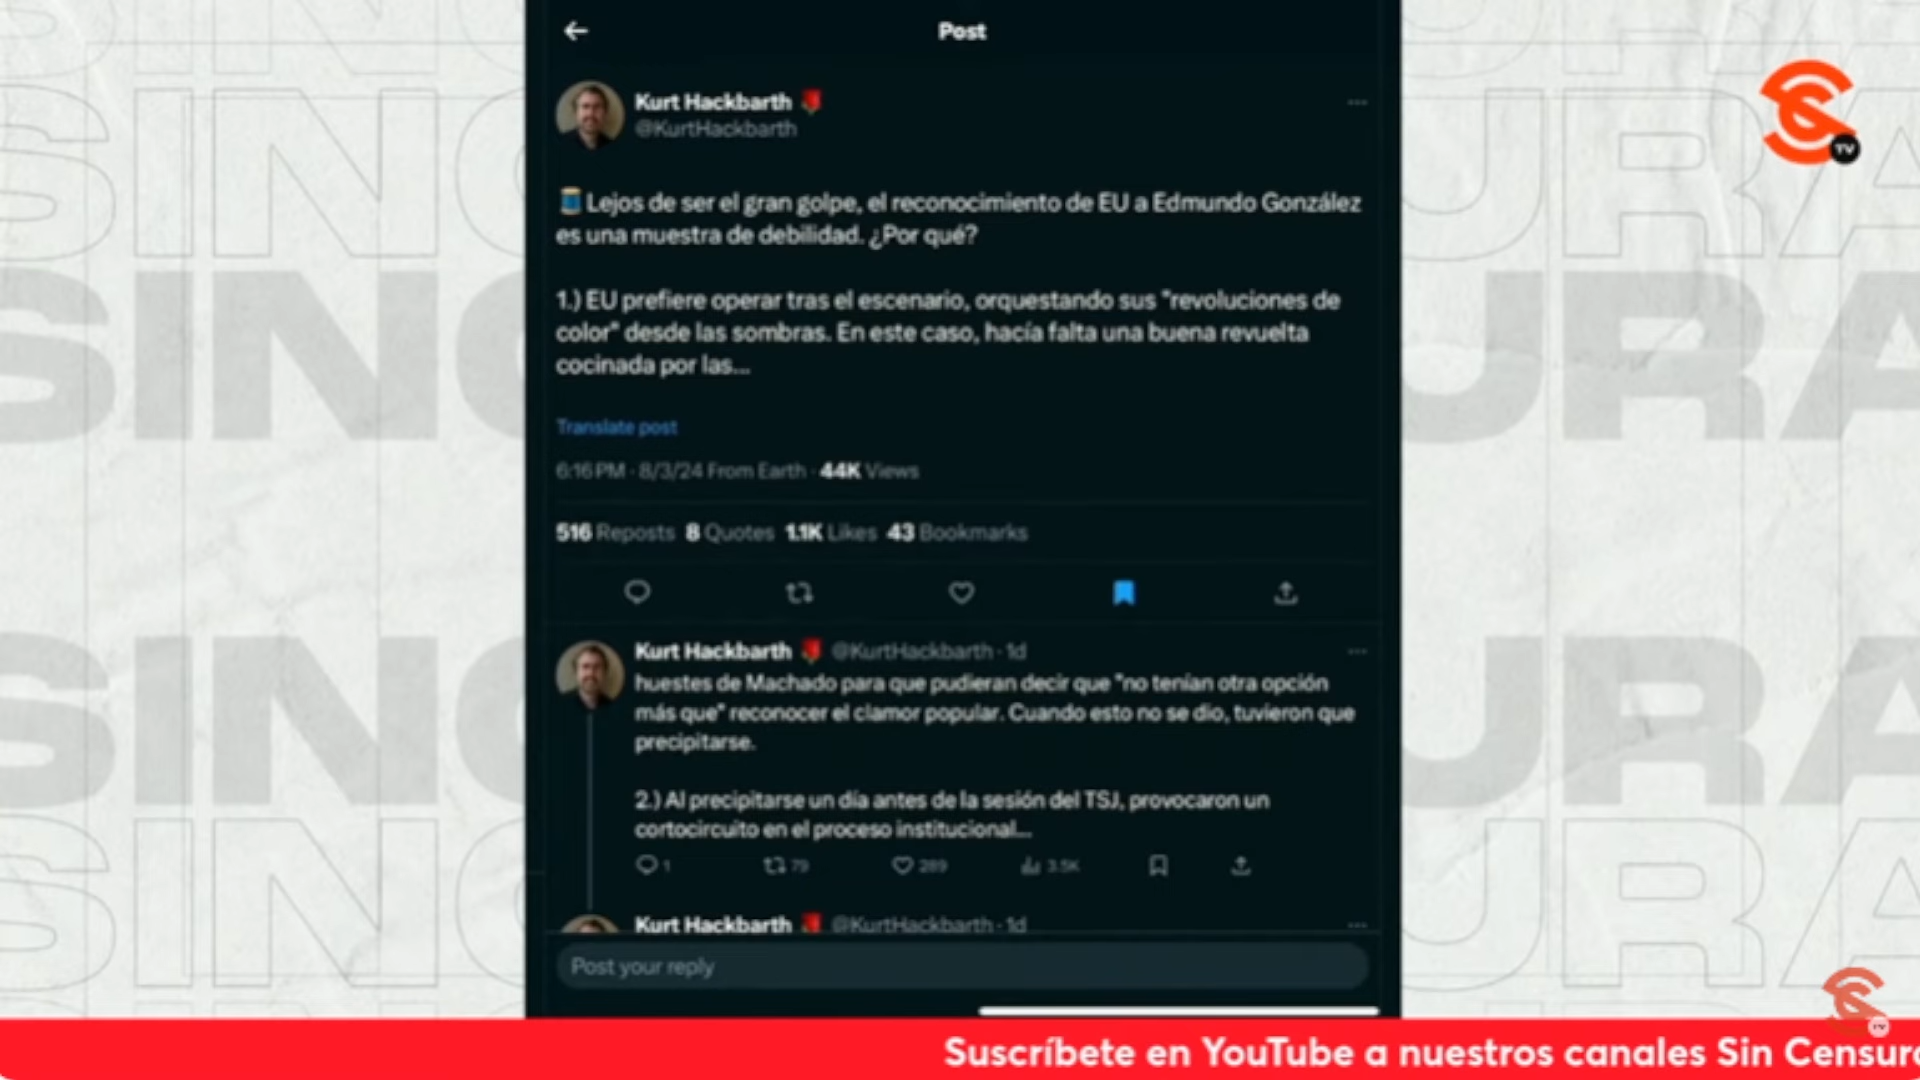 Post
Kurt Hackbarth
@KurtHackbarth
Lejos de ser el gran golpe, el reconocimiento de EU a Edmundo González
es una muestra de debilidad. ¿Por qué?
1.) EU prefiere operar tras el escenario, orquestando sus "revoluciones de
color" desde las sombras. En este caso, hacía falta una buena revuelta
cocinada por las...
Translate post
6:16 PM · 8/3/24 From Earth · 44K Views
516 Reposts 8 Quotes 1.1K Likes 43 Bookmarks
Kurt Hackbarth @KurtHackbarth · 1d
huestes de Machado para que pudieran decir que "no tenían otra opción
más que" reconocer el clamor popular. Cuando esto no se dio, tuvieron que
precipitarse.
2.) Al precipitarse un día antes de la sesión del TSJ, provocaron un
cortocircuito en el proceso institucional...
1 79 289 3.5K
Kurt Hackbarth @KurtHackbarth · 1d
Post your reply
Suscríbete en YouTube a nuestros canales Sin Censura
SIN
URA
SIN
URA
TV
TV